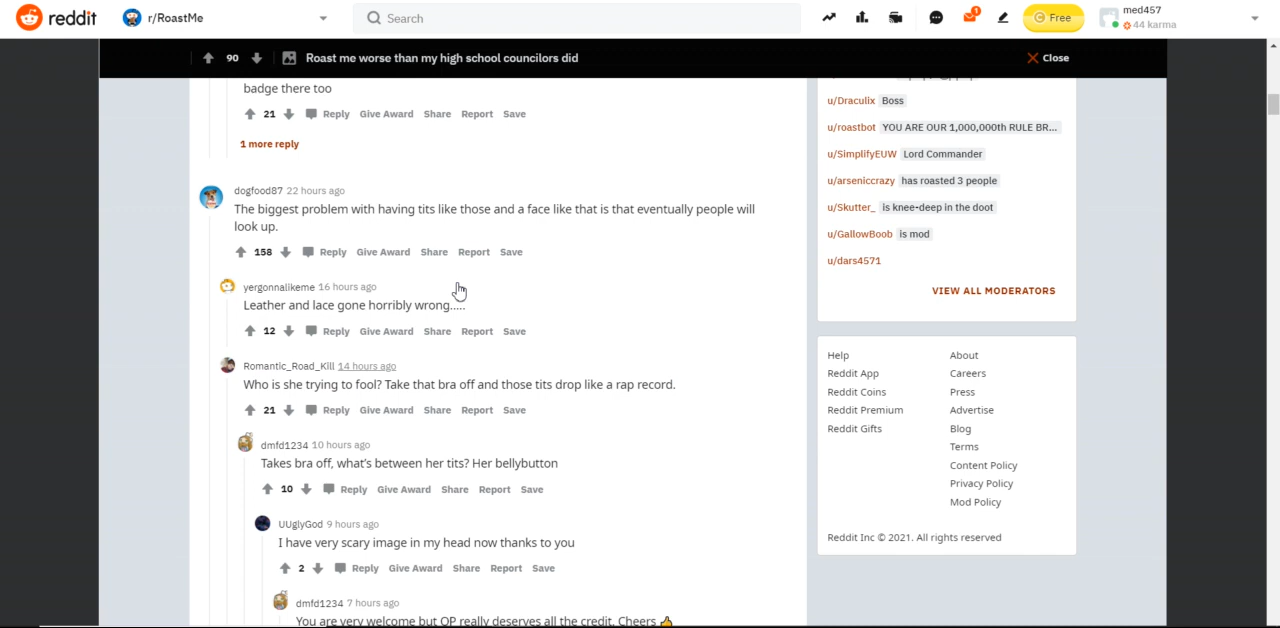 reddit
r/RoastMe
Search
1
Free
med457
44 karma
90
Roast me worse than my high school councilors did
Close
badge there too
21 Reply Give Award Share Report Save
1 more reply
dogfood87 22 hours ago
The biggest problem with having tits like those and a face like that is that eventually people will
look up.
158 Reply Give Award Share Report Save
yergonnalikeme 16 hours ago
Leather and lace gone horribly wrong.....
12 Reply Give Award Share Report Save
Romantic_Road_Kill 14 hours ago
Who is she trying to fool? Take that bra off and those tits drop like a rap record.
21 Reply Give Award Share Report Save
dmfd1234 10 hours ago
Takes bra off, what's between her tits? Her bellybutton
10 Reply Give Award Share Report Save
UUglyGod 9 hours ago
I have very scary image in my head now thanks to you
2 Reply Give Award Share Report Save
dmfd1234 7 hours ago
You are very welcome but OP really deserves all the credit. Cheers 👍
u/Draculix Boss
u/roastbot YOU ARE OUR 1,000,000th RULE BR...
u/SimplifyEUW Lord Commander
u/arseniccrazy has roasted 3 people
u/Skutter_ is knee-deep in the doot
u/GallowBoob is mod
u/dars4571
VIEW ALL MODERATORS
Help About
Reddit App Careers
Reddit Coins Press
Reddit Premium Advertise
Reddit Gifts Blog
Terms
Content Policy
Privacy Policy
Mod Policy
Reddit Inc © 2021. All rights reserved